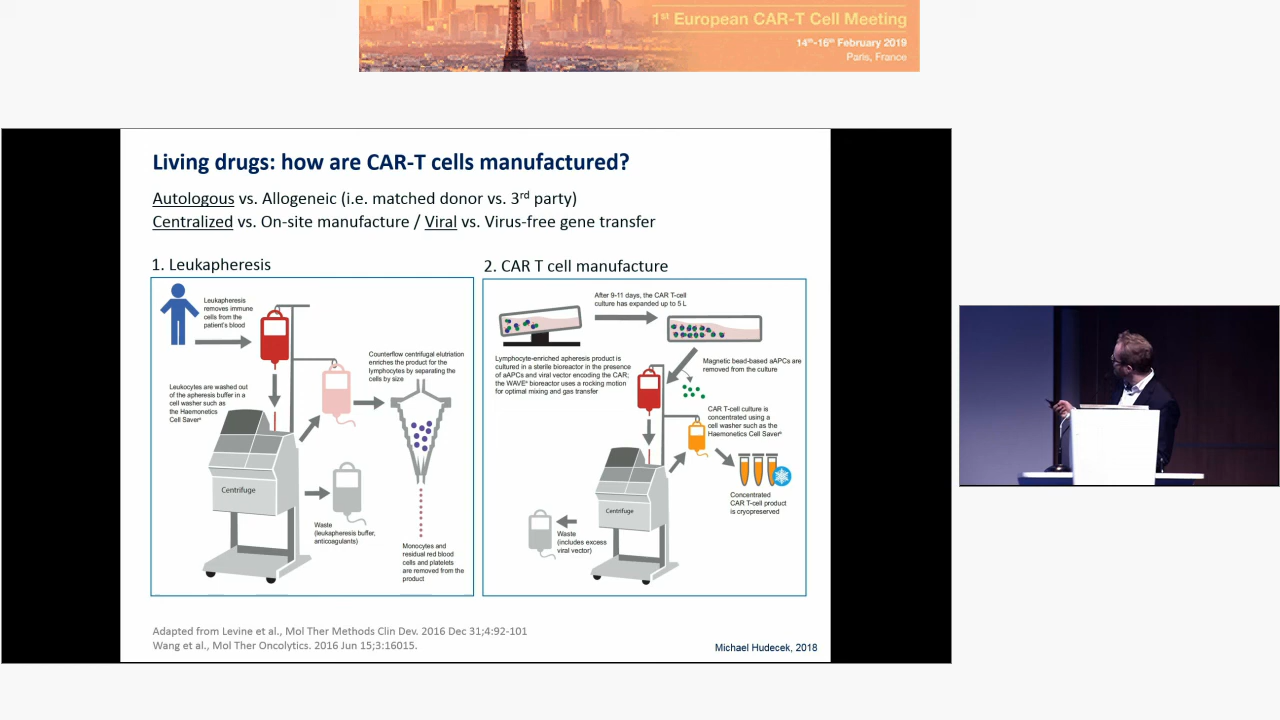 1st European CAR-T Cell Meeting
14th-16th February 2019
Paris, France
Living drugs: how are CAR-T cells manufactured?
Autologous vs. Allogeneic (i.e. matched donor vs. 3rd party)
Centralized vs. On-site manufacture / Viral vs. Virus-free gene transfer
1. Leukapheresis
Leukapheresis
removes immune
cells from the
patient's blood
Counterflow centrifugal elutriation
enriches the product for the
lymphocytes by separating the
cells by size
Leukocytes are washed out
of the apheresis buffer in a
cell washer such as
the Haemonetics
Cell Saver®
Centrifuge
Waste
(leukapheresis buffer,
anticoagulants)
Monocytes and
residual red blood
cells and platelets
are removed from the
product
2. CAR T cell manufacture
After 9-11 days, the CAR T-cell
culture has expanded up to 5 L
Lymphocyte-enriched apheresis product is
cultured in a sterile bioreactor in the presence
of aAPCs and viral vector encoding the CAR;
the WAVE® bioreactor uses a rocking motion
for optimal mixing and gas transfer
Magnetic bead-based aAPCs are
removed from the culture
CAR T-cell culture is
concentrated using a
cell washer such as the
Haemonetics Cell Saver®
Centrifuge
Concentrated
CAR T-cell product
is cryopreserved
Waste
(includes excess
viral vector)
Adapted from Levine et al., Mol Ther Methods Clin Dev. 2016 Dec 31;4:92-101
Wang et al., Mol Ther Oncolytics. 2016 Jun 15;3:16015.
Michael Hudecek, 2018